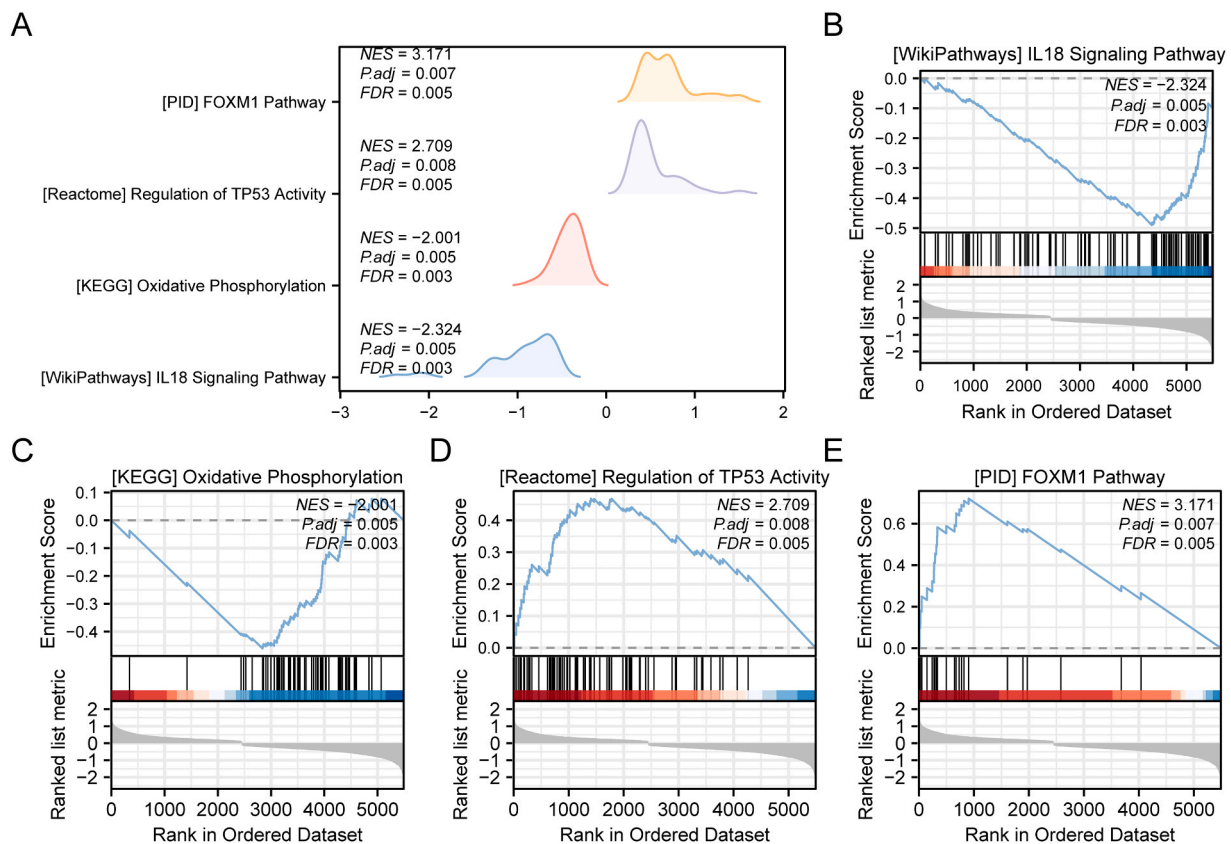 A
NES = 3.171
P.adj = 0.007
FDR = 0.005
[PID] FOXM1 Pathway
NES = 2.709
P.adj = 0.008
FDR = 0.005
[Reactome] Regulation of TP53 Activity
NES = −2.001
P.adj = 0.005
FDR = 0.003
[KEGG] Oxidative Phosphorylation
NES = −2.324
P.adj = 0.005
FDR = 0.003
[WikiPathways] IL18 Signaling Pathway
−3 −2 −1 0 1 2
B
[WikiPathways] IL18 Signaling Pathway
NES = −2.324
P.adj = 0.005
FDR = 0.003
Enrichment Score
0.0
−0.1
−0.2
−0.3
−0.4
−0.5
Ranked list metric
2
1
0
−1
−2
0 1000 2000 3000 4000 5000
Rank in Ordered Dataset
C
[KEGG] Oxidative Phosphorylation
NES = −2.001
P.adj = 0.005
FDR = 0.003
Enrichment Score
0.1
0.0
−0.1
−0.2
−0.3
−0.4
Ranked list metric
2
1
0
−1
−2
0 1000 2000 3000 4000 5000
Rank in Ordered Dataset
D
[Reactome] Regulation of TP53 Activity
NES = 2.709
P.adj = 0.008
FDR = 0.005
Enrichment Score
0.4
0.3
0.2
0.1
0.0
Ranked list metric
2
1
0
−1
−2
0 1000 2000 3000 4000 5000
Rank in Ordered Dataset
E
[PID] FOXM1 Pathway
NES = 3.171
P.adj = 0.007
FDR = 0.005
Enrichment Score
0.6
0.4
0.2
0.0
Ranked list metric
2
1
0
−1
−2
0 1000 2000 3000 4000 5000
Rank in Ordered Dataset